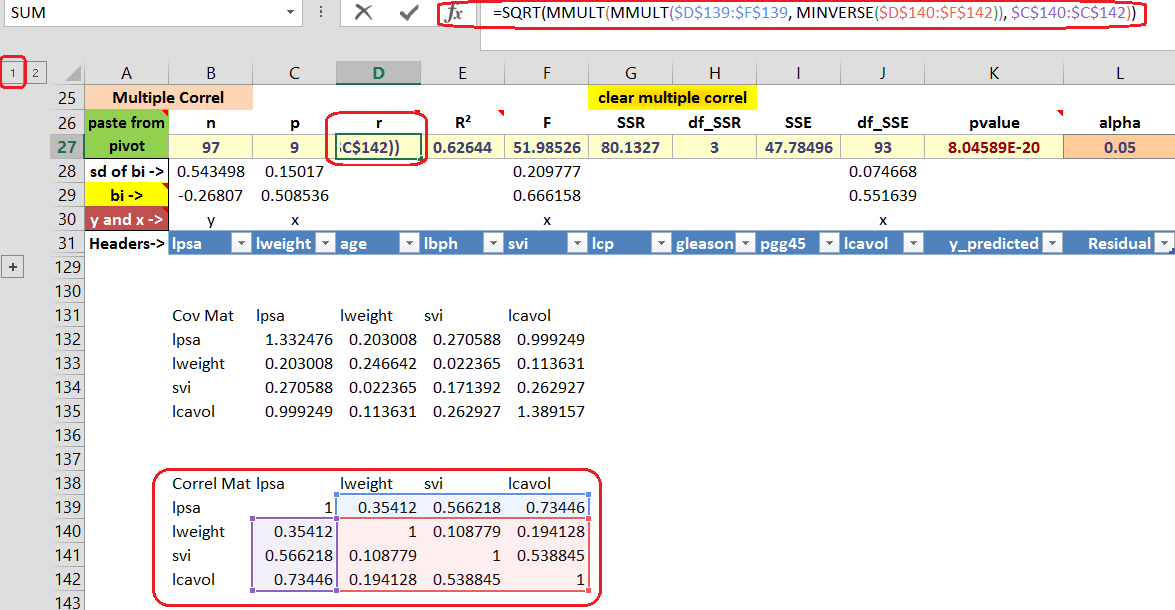 SUM fx =SQRT(MMULT(MMULT($D$139:$F$139, MINVERSE($D$140:$F$142)), $C$140:$C$142))
1 2 A B C D E F G H I J K L
25 Multiple Correl clear multiple correl
26 paste from n p r R² F SSR df_SSR SSE df_SSE pvalue alpha
27 pivot 97 9 C$142)) 0.62644 51.98526 80.1327 3 47.78496 93 8.04589E-20 0.05
28 sd of bi -> 0.543498 0.15017 0.209777 0.074668
29 bi -> -0.26807 0.508536 0.666158 0.551639
30 y and x -> y x x x
31 Headers-> lpsa lweight age lbph svi lcp gleason pgg45 lcavol y_predicted Residual
129
130
131 Cov Mat lpsa lweight svi lcavol
132 lpsa 1.332476 0.203008 0.270588 0.999249
133 lweight 0.203008 0.246642 0.022365 0.113631
134 svi 0.270588 0.022365 0.171392 0.262927
135 lcavol 0.999249 0.113631 0.262927 1.389157
136
137
138 Correl Mat lpsa lweight svi lcavol
139 lpsa 1 0.35412 0.566218 0.73446
140 lweight 0.35412 1 0.108779 0.194128
141 svi 0.566218 0.108779 1 0.538845
142 lcavol 0.73446 0.194128 0.538845 1
143